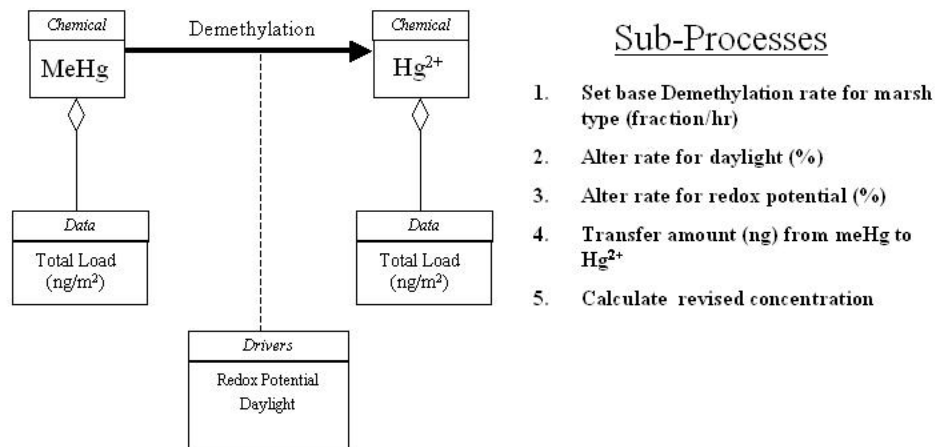 Chemical
MeHg
Demethylation
Chemical
Hg²⁺
Data
Total Load
(ng/m²)
Data
Total Load
(ng/m²)
Drivers
Redox Potential
Daylight
Sub-Processes
1. Set base Demethylation rate for marsh
type (fraction/hr)
2. Alter rate for daylight (%)
3. Alter rate for redox potential (%)
4. Transfer amount (ng) from meHg to
Hg²⁺
5. Calculate revised concentration